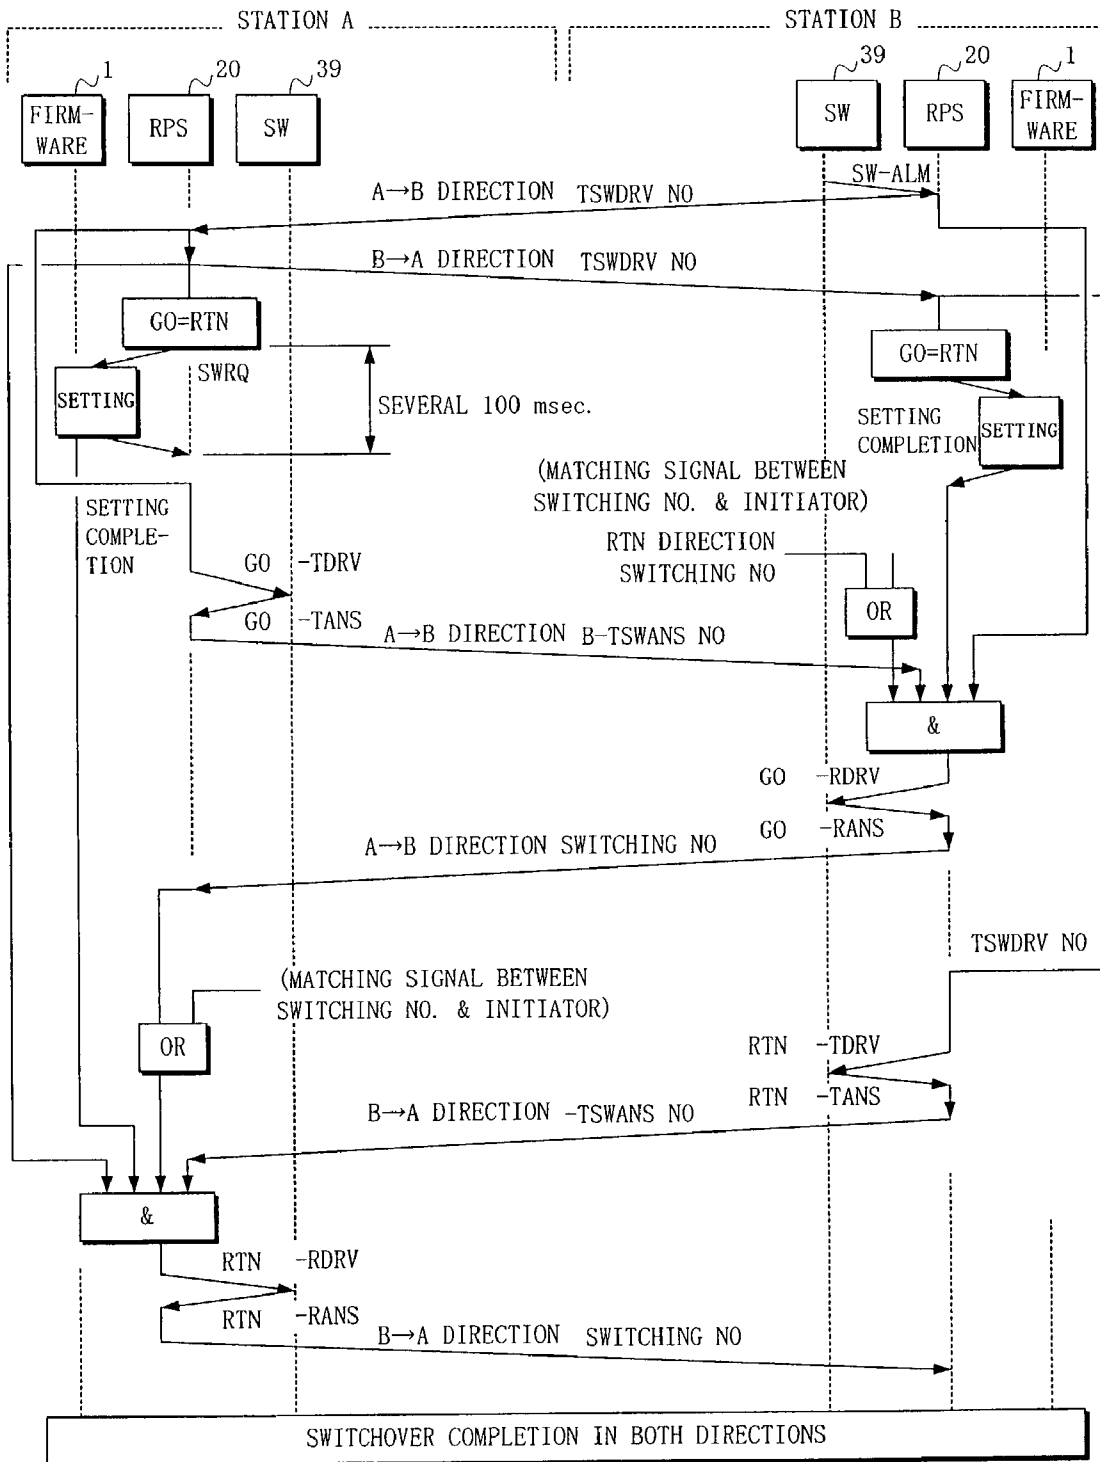 STATION A
STATION B
1
20
39
39
20
1
FIRM-
WARE
RPS
SW
SW
RPS
FIRM-
WARE
SW-ALM
A→B DIRECTION TSWDRV NO
B→A DIRECTION TSWDRV NO
GO=RTN
GO=RTN
SWRQ
SETTING
SEVERAL 100 msec.
SETTING
COMPLETION
SETTING
(MATCHING SIGNAL BETWEEN
SWITCHING NO. & INITIATOR)
SETTING
COMPLE-
TION
RTN DIRECTION
SWITCHING NO
GO -TDRV
OR
GO -TANS
A→B DIRECTION B-TSWANS NO
&
GO -RDRV
GO -RANS
A→B DIRECTION SWITCHING NO
TSWDRV NO
(MATCHING SIGNAL BETWEEN
SWITCHING NO. & INITIATOR)
OR
RTN -TDRV
RTN -TANS
B→A DIRECTION -TSWANS NO
&
RTN -RDRV
RTN -RANS
B→A DIRECTION SWITCHING NO
SWITCHOVER COMPLETION IN BOTH DIRECTIONS